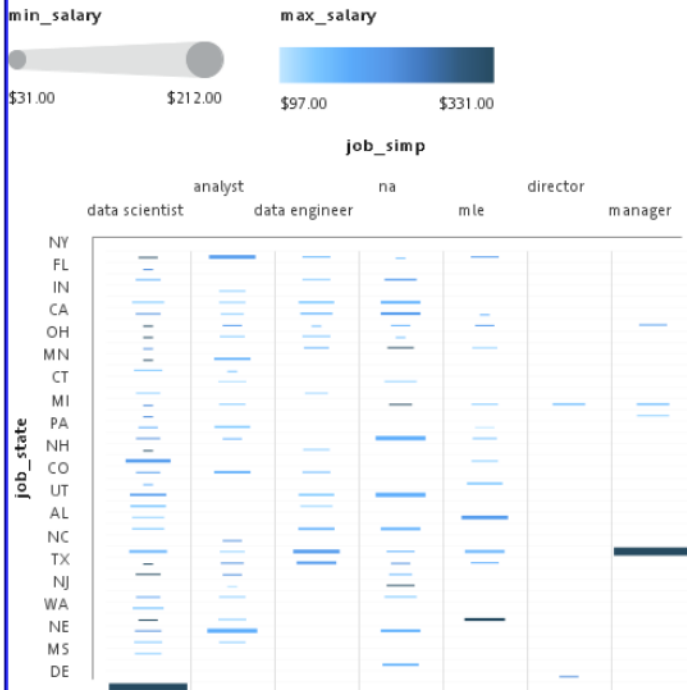 min_salary
max_salary
$31.00
$212.00
$97.00
$331.00
job_simp
analyst
na
director
data scientist
data engineer
mle
manager
job_state
NY
FL
IN
CA
OH
MN
CT
MI
PA
NH
CO
UT
AL
NC
TX
NJ
WA
NE
MS
DE